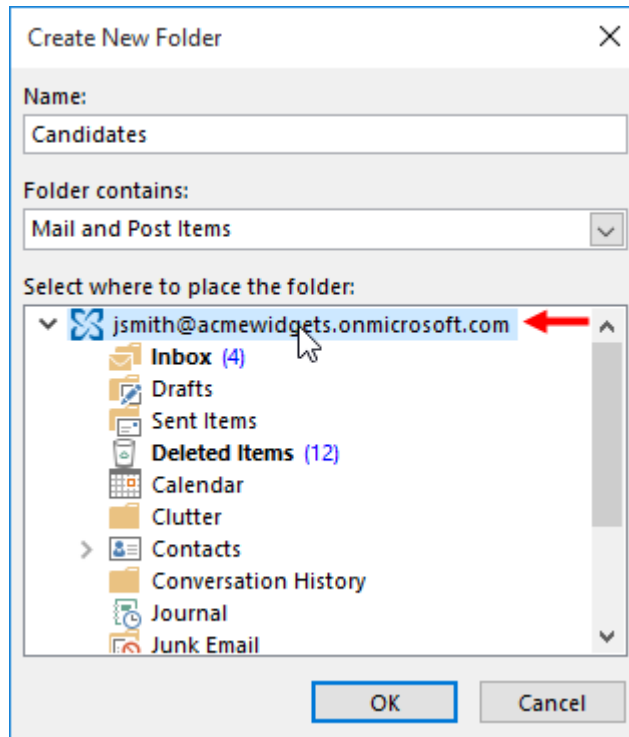 Create New Folder
Name:
Candidates
Folder contains:
Mail and Post Items
Select where to place the folder:
jsmith@acmewidgets.onmicrosoft.com
Inbox (4)
Drafts
Sent Items
Deleted Items (12)
Calendar
Clutter
Contacts
Conversation History
Journal
Junk Email
OK Cancel